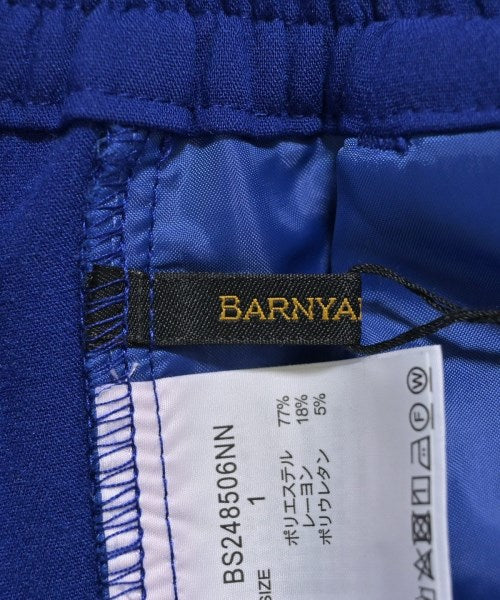 BARNYA
BS248506NN
SIZE 1
ポリエステル 77%
レーヨン 18%
ポリウレタン 5%
F
W